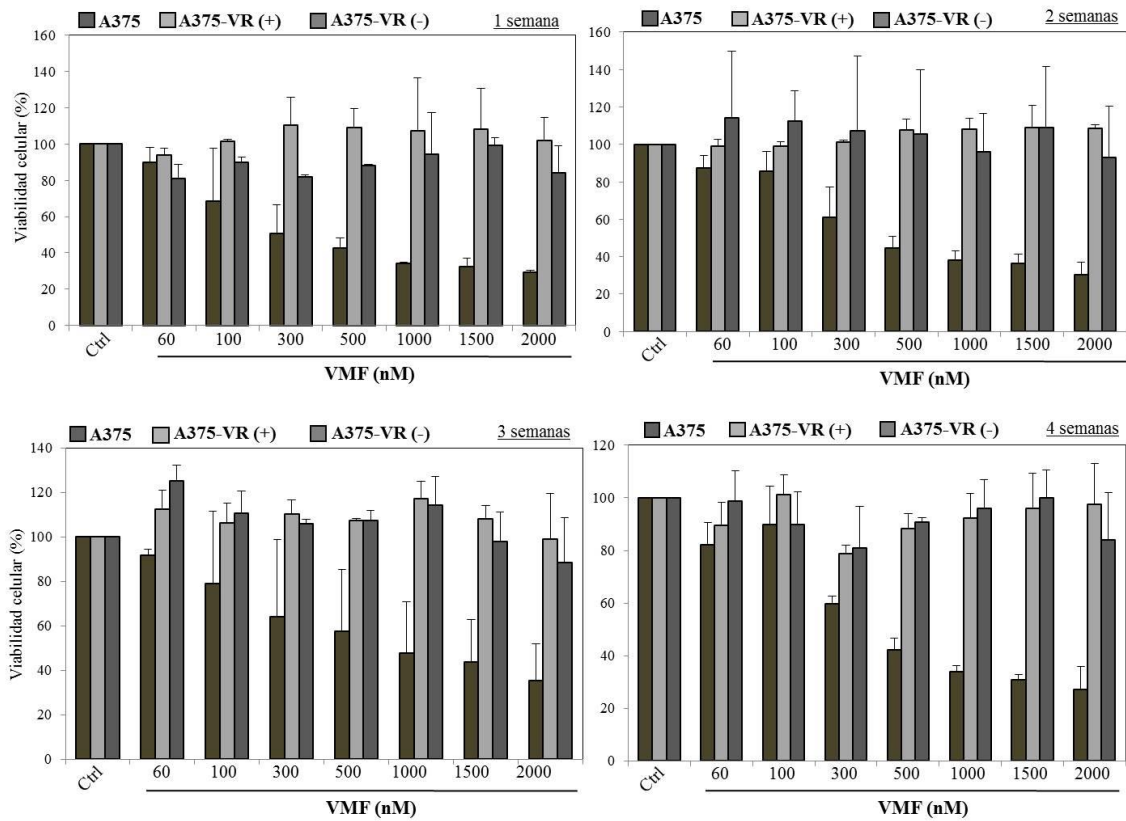 A375 A375-VR (+) A375-VR (-) 1 semana
Viabilidad celular (%)
160
140
120
100
80
60
40
20
0
Ctrl 60 100 300 500 1000 1500 2000
VMF (nM)
A375 A375-VR (+) A375-VR (-) 2 semanas
160
140
120
100
80
60
40
20
0
Ctrl 60 100 300 500 1000 1500 2000
VMF (nM)
A375 A375-VR (+) A375-VR (-) 3 semanas
Viabilidad celular (%)
140
120
100
80
60
40
20
0
Ctrl 60 100 300 500 1000 1500 2000
VMF (nM)
A375 A375-VR (+) A375-VR (-) 4 semanas
120
100
80
60
40
20
0
Ctrl 60 100 300 500 1000 1500 2000
VMF (nM)